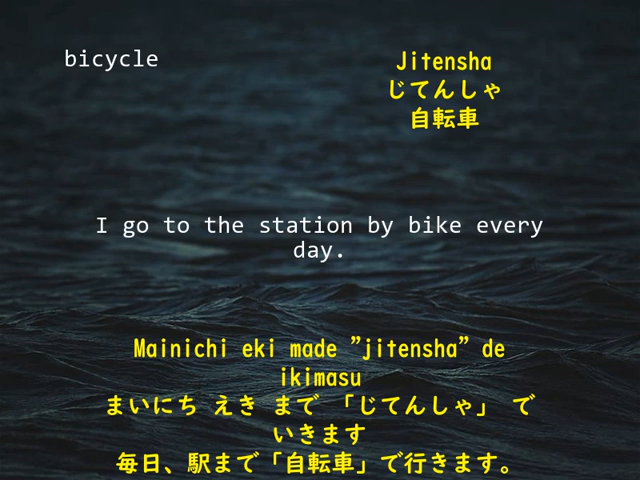 bicycle
Jitensha
じてんしゃ
自転車
I go to the station by bike every
day.
Mainichi eki made ”jitensha” de
ikimasu
まいにち えき まで 「じてんしゃ」 で
いきます
毎日、駅まで「自転車」で行きます。